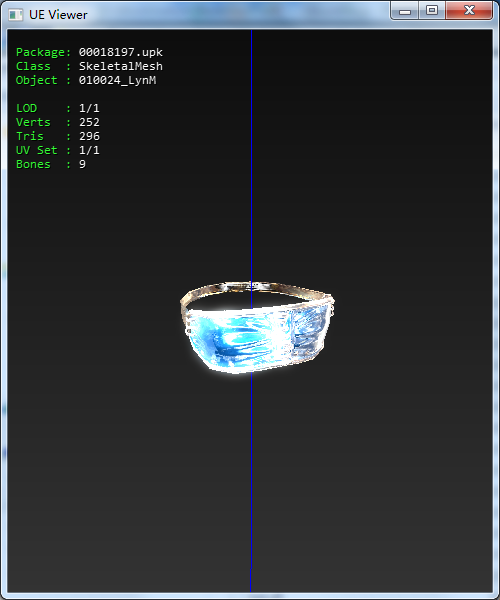 UE Viewer
Package: 00018197.upk
Class  : SkeletalMesh
Object : 010024_LynM
LOD    : 1/1
Verts  : 252
Tris   : 296
UV Set : 1/1
Bones  : 9